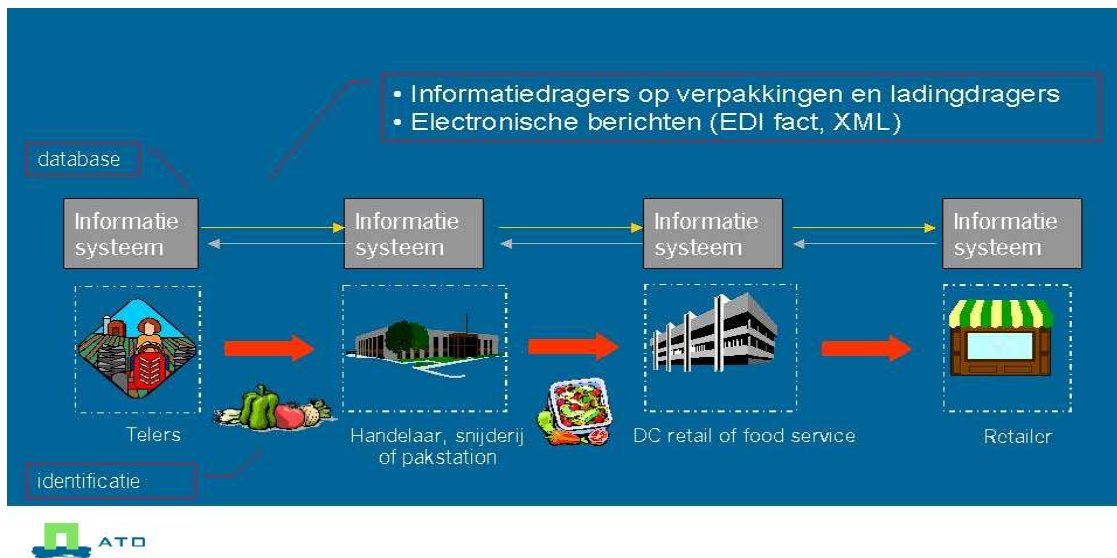 • Informatiedragers op verpakkingen en ladingdragers
• Electronische berichten (EDI fact, XML)
database
Informatie
systeem
Informatie
systeem
Informatie
systeem
Informatie
systeem
Telers
Handelaar, snijderij
of pakstation
DC retail of food service
Retailer
identificatie
ATO